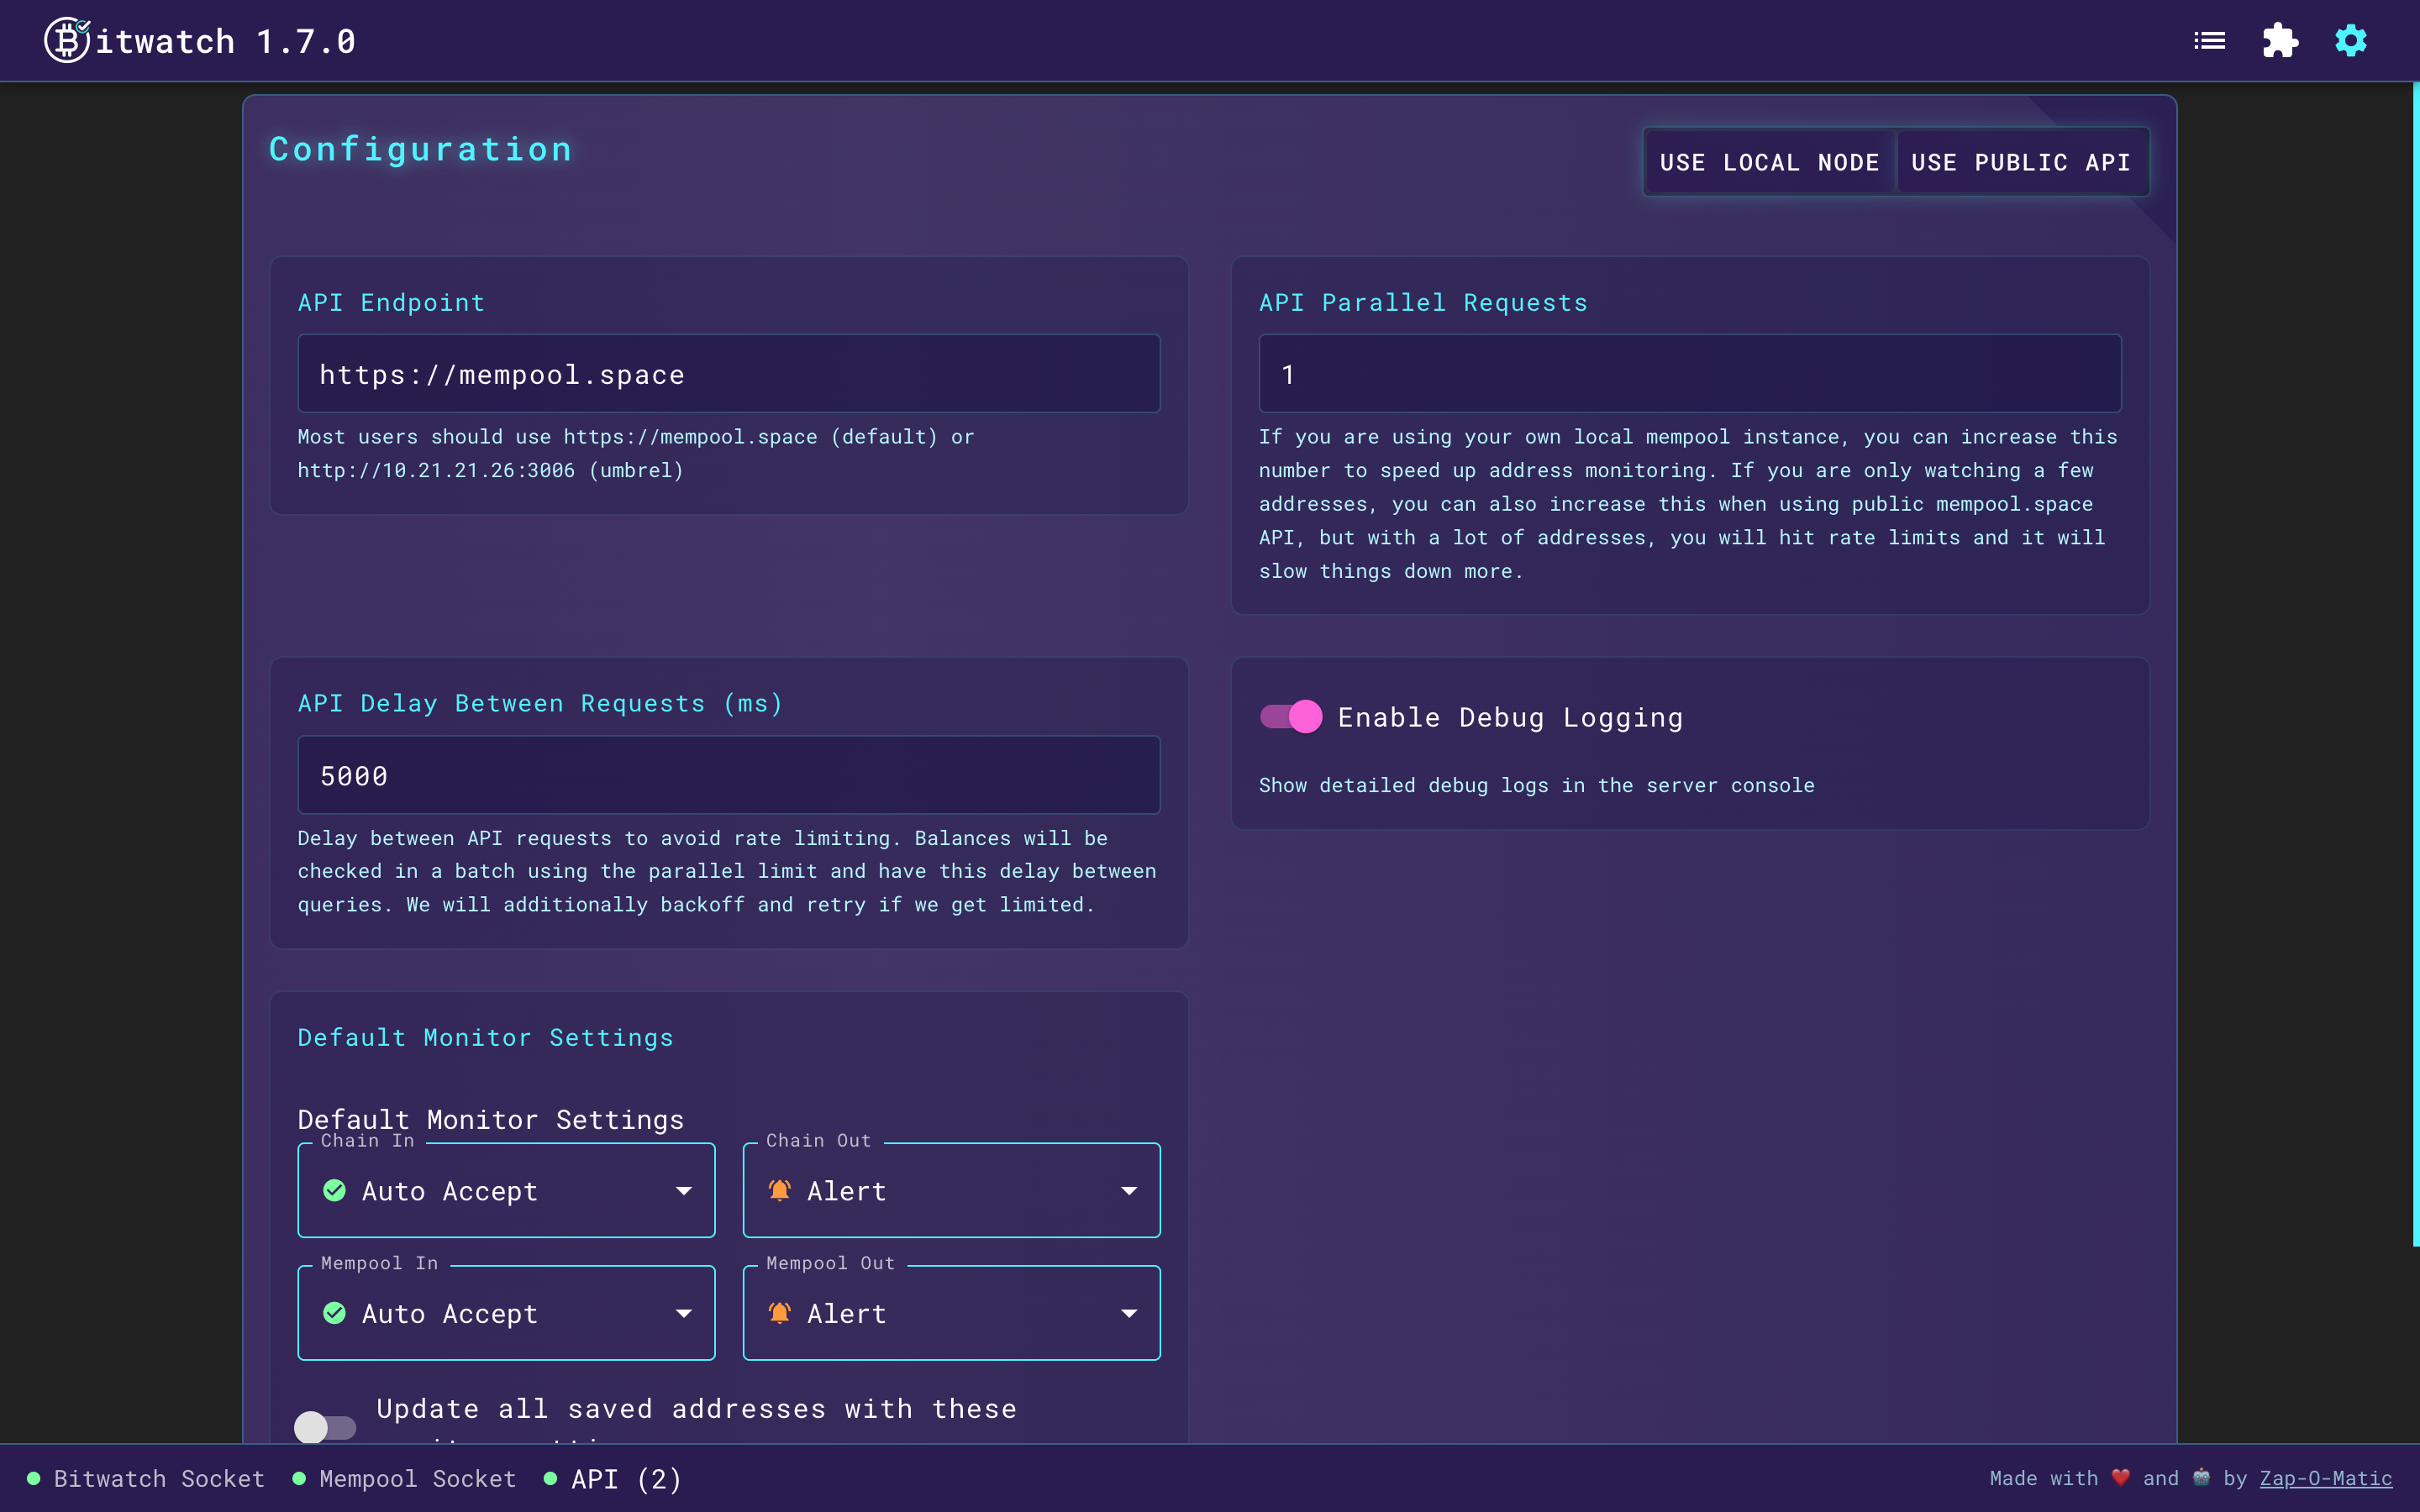 Bitwatch 1.7.0
Configuration
USE LOCAL NODE
USE PUBLIC API
API Endpoint
https://mempool.space
Most users should use https://mempool.space (default) or
http://10.21.21.26:3006 (umbrel)
API Parallel Requests
1
If you are using your own local mempool instance, you can increase this
number to speed up address monitoring. If you are only watching a few
addresses, you can also increase this when using public mempool.space
API, but with a lot of addresses, you will hit rate limits and it will
slow things down more.
API Delay Between Requests (ms)
5000
Delay between API requests to avoid rate limiting. Balances will be
checked in a batch using the parallel limit and have this delay between
queries. We will additionally backoff and retry if we get limited.
Enable Debug Logging
Show detailed debug logs in the server console
Default Monitor Settings
Default Monitor Settings
Chain In
Auto Accept
Chain Out
Alert
Mempool In
Auto Accept
Mempool Out
Alert
Update all saved addresses with these
Bitwatch Socket
Mempool Socket
API (2)
Made with ❤️ and 🤖 by Zap-O-Matic